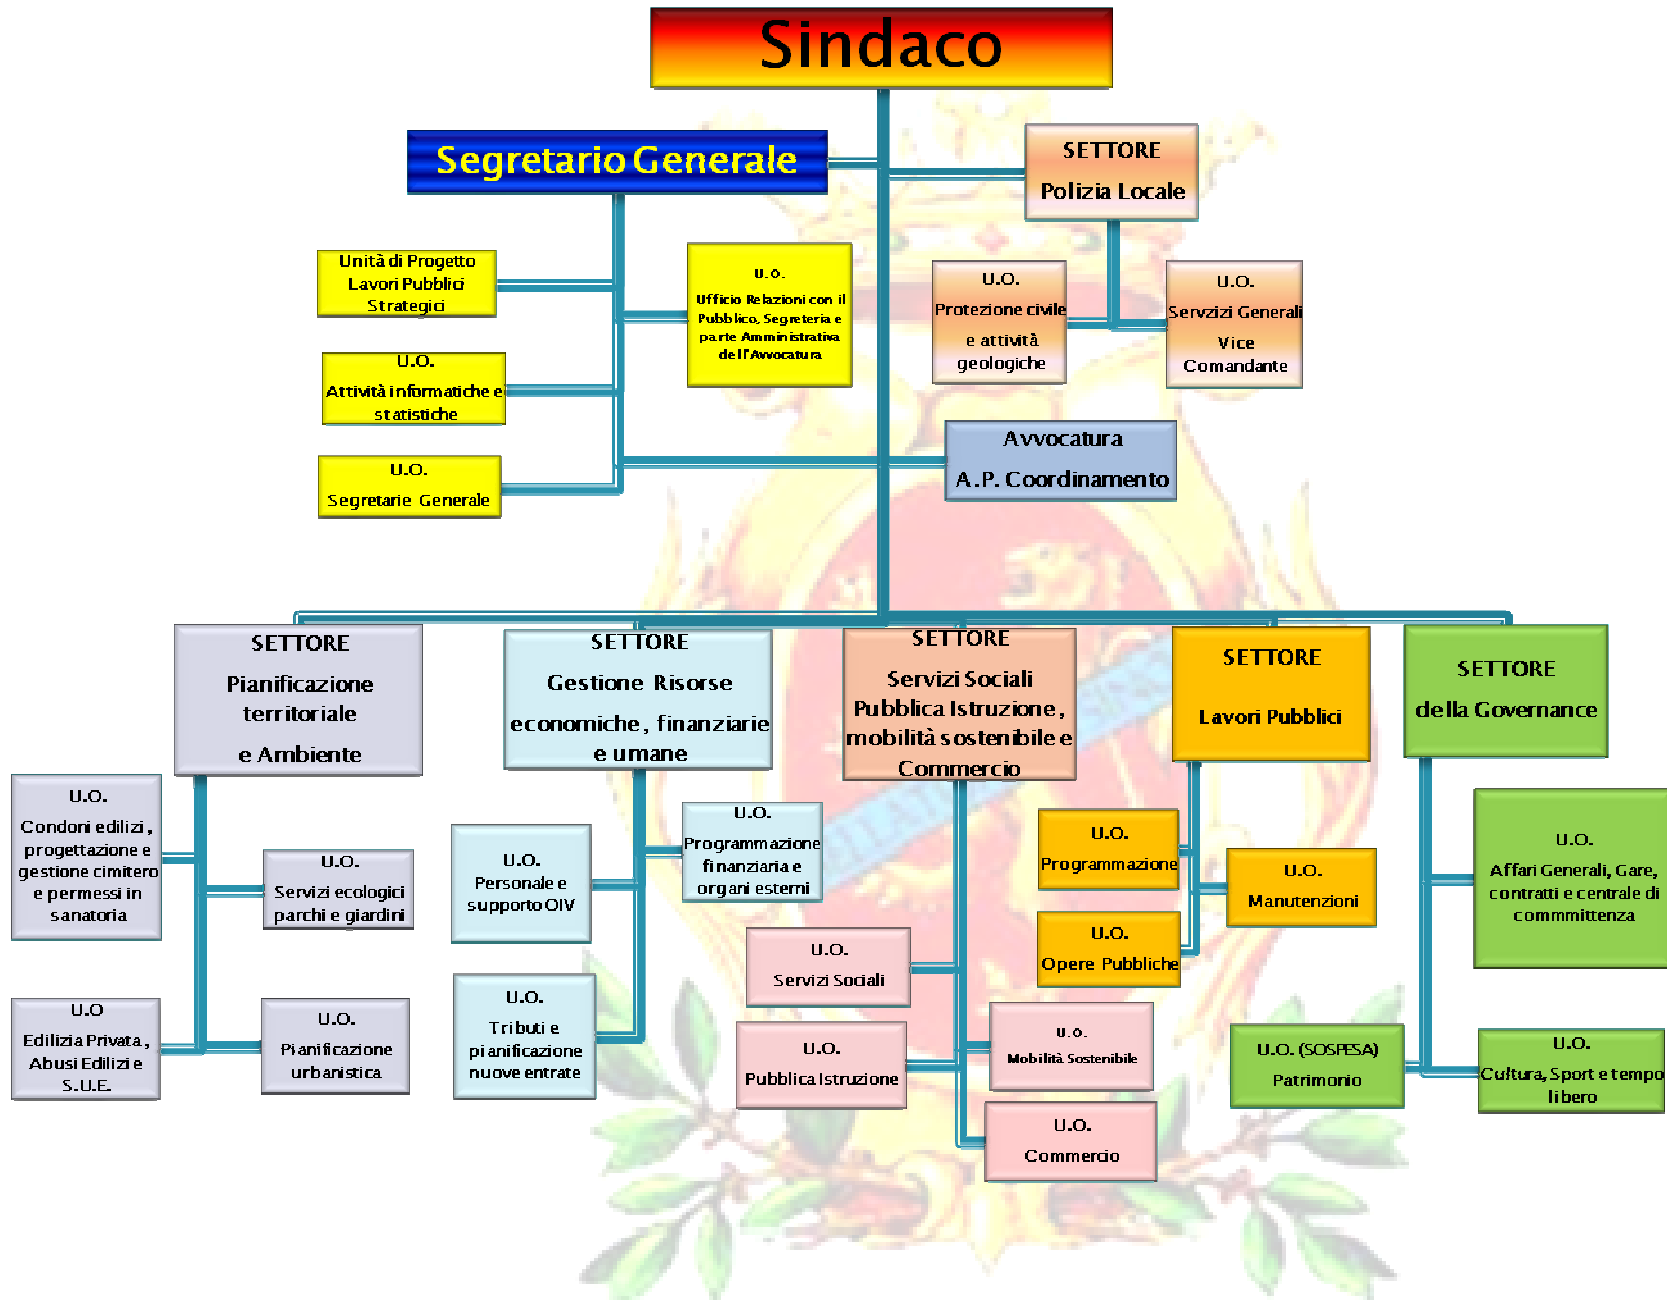 Sindaco
Segretario Generale
SETTORE
Polizia Locale
Unità di Progetto
Lavori Pubblici
Strategici
U.O.
Ufficio Relazioni con il
Pubblico, Segreteria e
parte Amministrativa
dell'Avvocatura
U.O.
Protezione civile
e attività
geologiche
U.O.
Servzizi Generali
Vice
Comandante
U.O.
Attività informatiche e
statistiche
U.O.
Segretarie Generale
Avvocatura
A.P. Coordinamento
SETTORE
Pianificazione
territoriale
e Ambiente
SETTORE
Gestione Risorse
economiche, finanziarie
e umane
SETTORE
Servizi Sociali
Pubblica Istruzione,
mobilità sostenibile e
Commercio
SETTORE
Lavori Pubblici
SETTORE
della Governance
U.O.
Condoni edilizi,
progettazione e
gestione cimitero
e permessi in
sanatoria
U.O.
Servizi ecologici
parchi e giardini
U.O
Edilizia Privata,
Abusi Edilizi e
S.U.E.
U.O.
Pianificazione
urbanistica
U.O.
Personale e
supporto OIV
U.O.
Programmazione
finanziaria e
organi esterni
U.O.
Tributi e
pianificazione
nuove entrate
U.O.
Servizi Sociali
U.O.
Pubblica Istruzione
U.O.
Mobilità Sostenibile
U.O.
Commercio
U.O.
Programmazione
U.O.
Manutenzioni
U.O.
Opere Pubbliche
U.O.
Affari Generali, Gare,
contratti e centrale di
commmittenza
U.O. (SOSPESA)
Patrimonio
U.O.
Cultura, Sport e tempo
libero